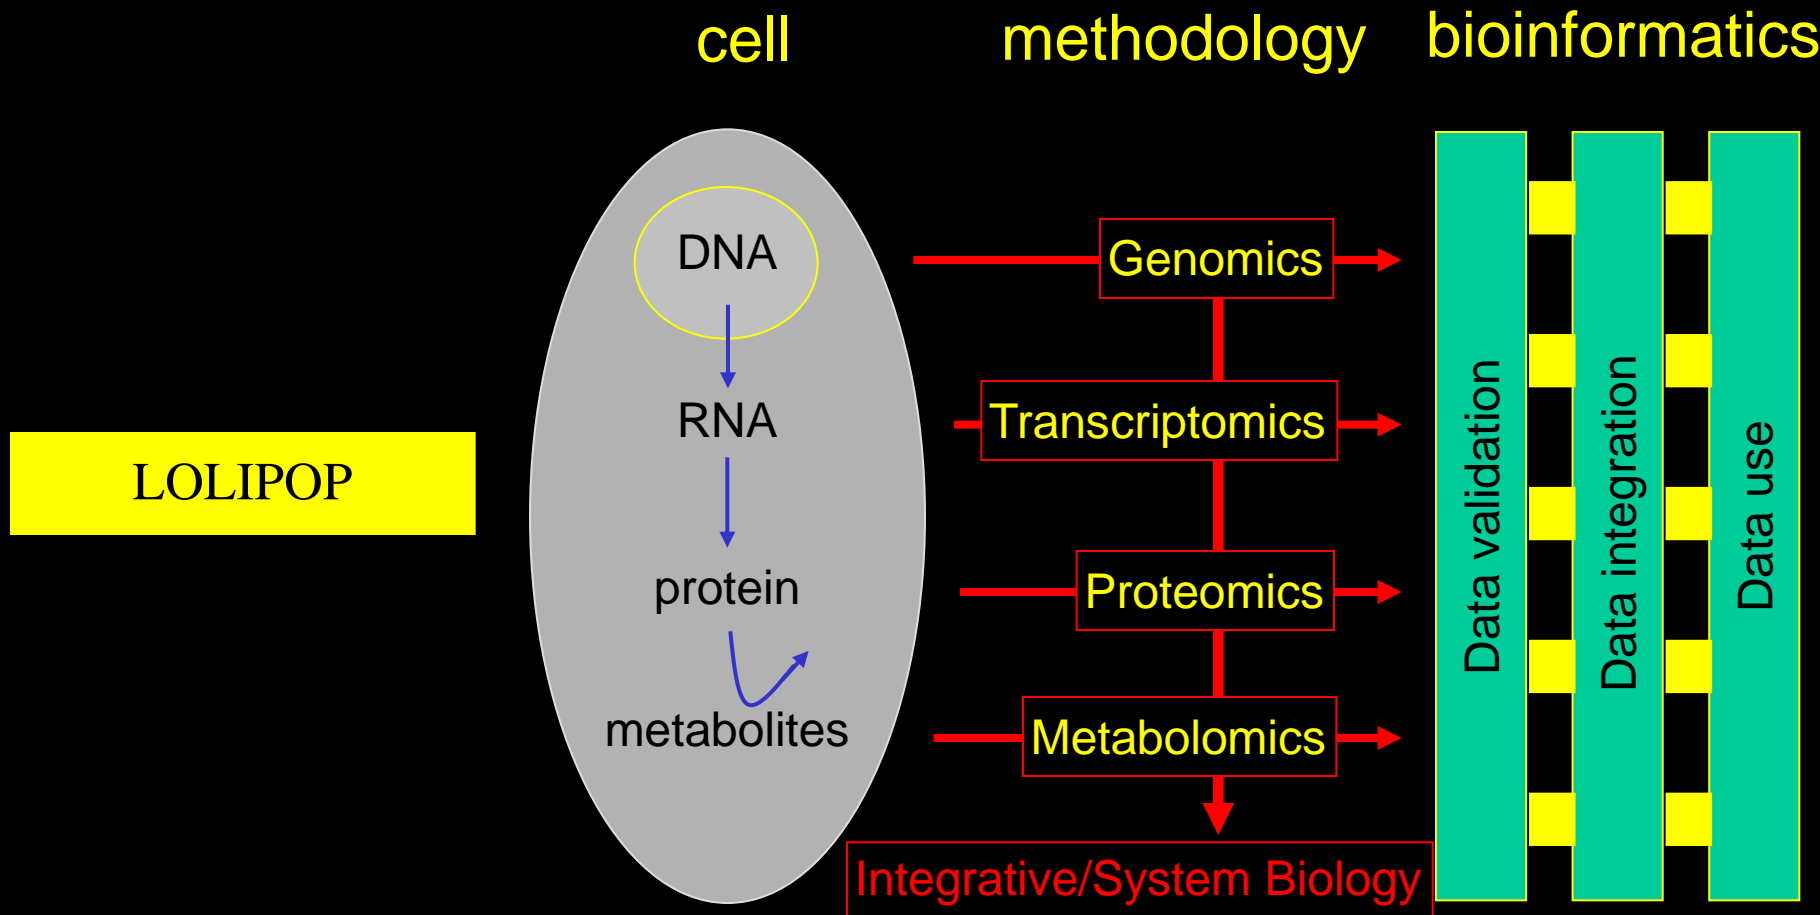 cell
methodology
bioinformatics
LOLIPOP
DNA
RNA
protein
metabolites
Genomics
Transcriptomics
Proteomics
Metabolomics
Integrative/System Biology
Data validation
Data integration
Data use